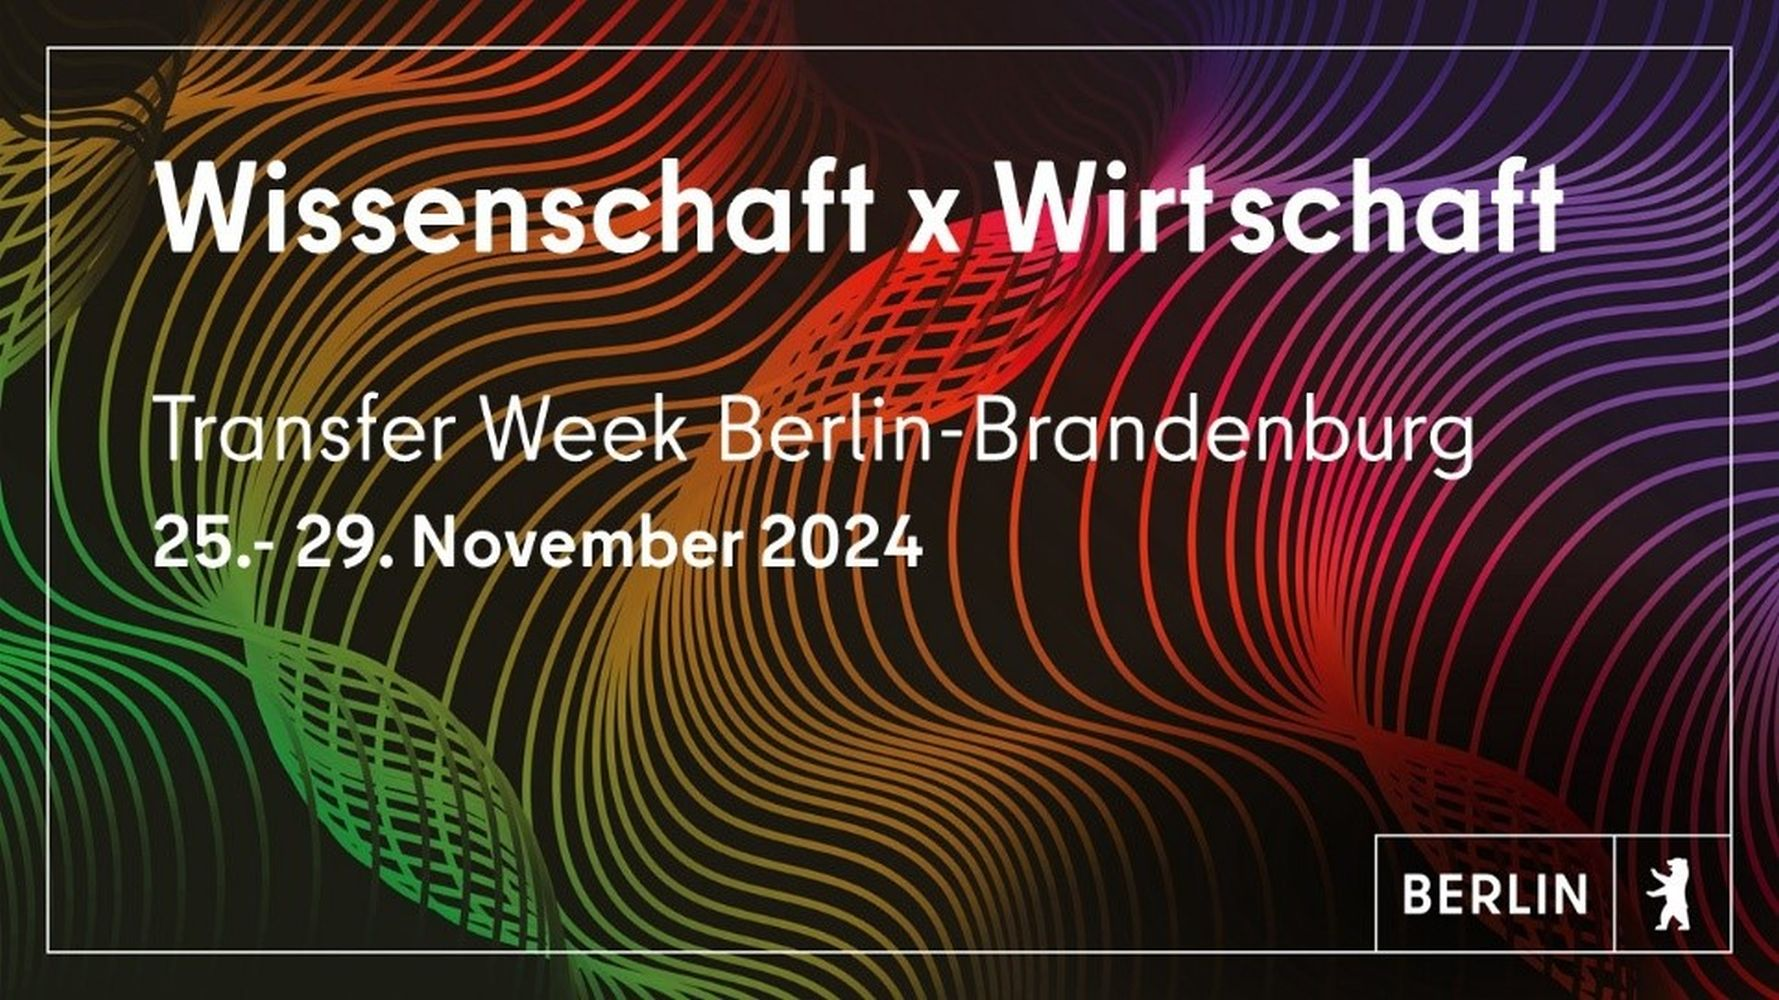 Wissenschaft x Wirtschaft
Transfer Week Berlin-Brandenburg
25.- 29. November 2024
BERLIN